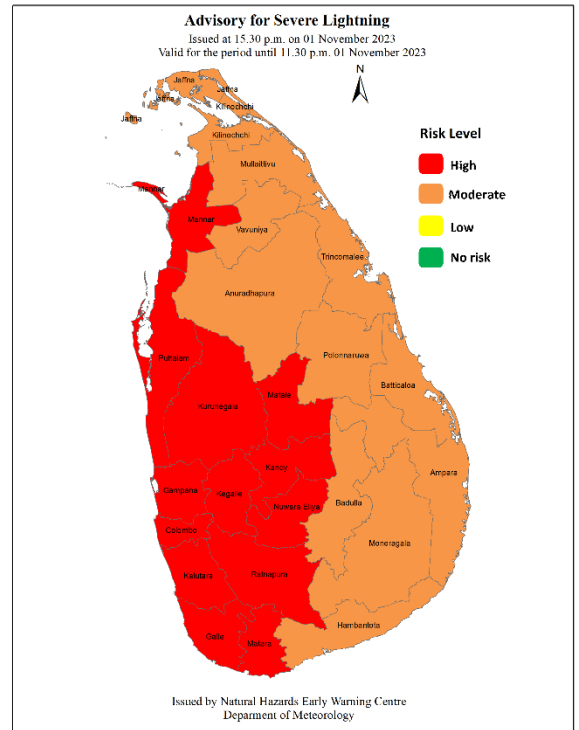 Advisory for Severe Lightning
Issued at 15.30 p.m. on 01 November 2023
Valid for the period until 11.30 p.m. 01 November 2023
N
Jaffna
Jaffna
Jaffna
Kilinochchi
Jaffna
Kilinochchi
Mullaittivu
Risk Level
High
Moderate
Low
No risk
Mannar
Mannar
Vavuniya
Trincomalee
Anuradhapura
Polonnaruwa
Puttalam
Batticaloa
Matale
Kurunegala
Kandy
Ampara
Gampaha
Kegalle
Nuwara Eliya
Badulla
Colombo
Moneragala
Kalutara
Ratnapura
Hambantota
Galle
Matara
Issued by Natural Hazards Early Warning Centre
Deparment of Meteorology